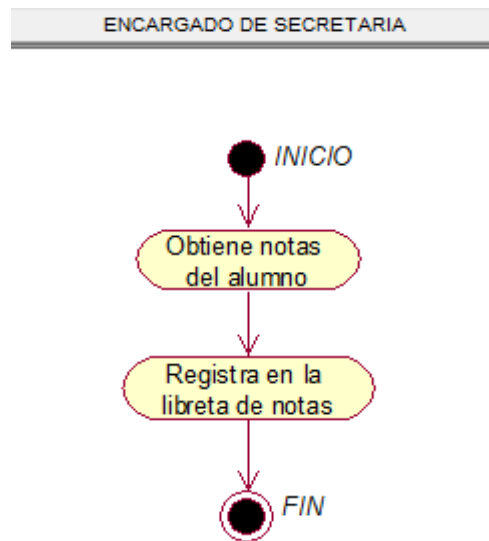 ENCARGADO DE SECRETARIA
INICIO
Obtiene notas
del alumno
Registra en la
libreta de notas
FIN